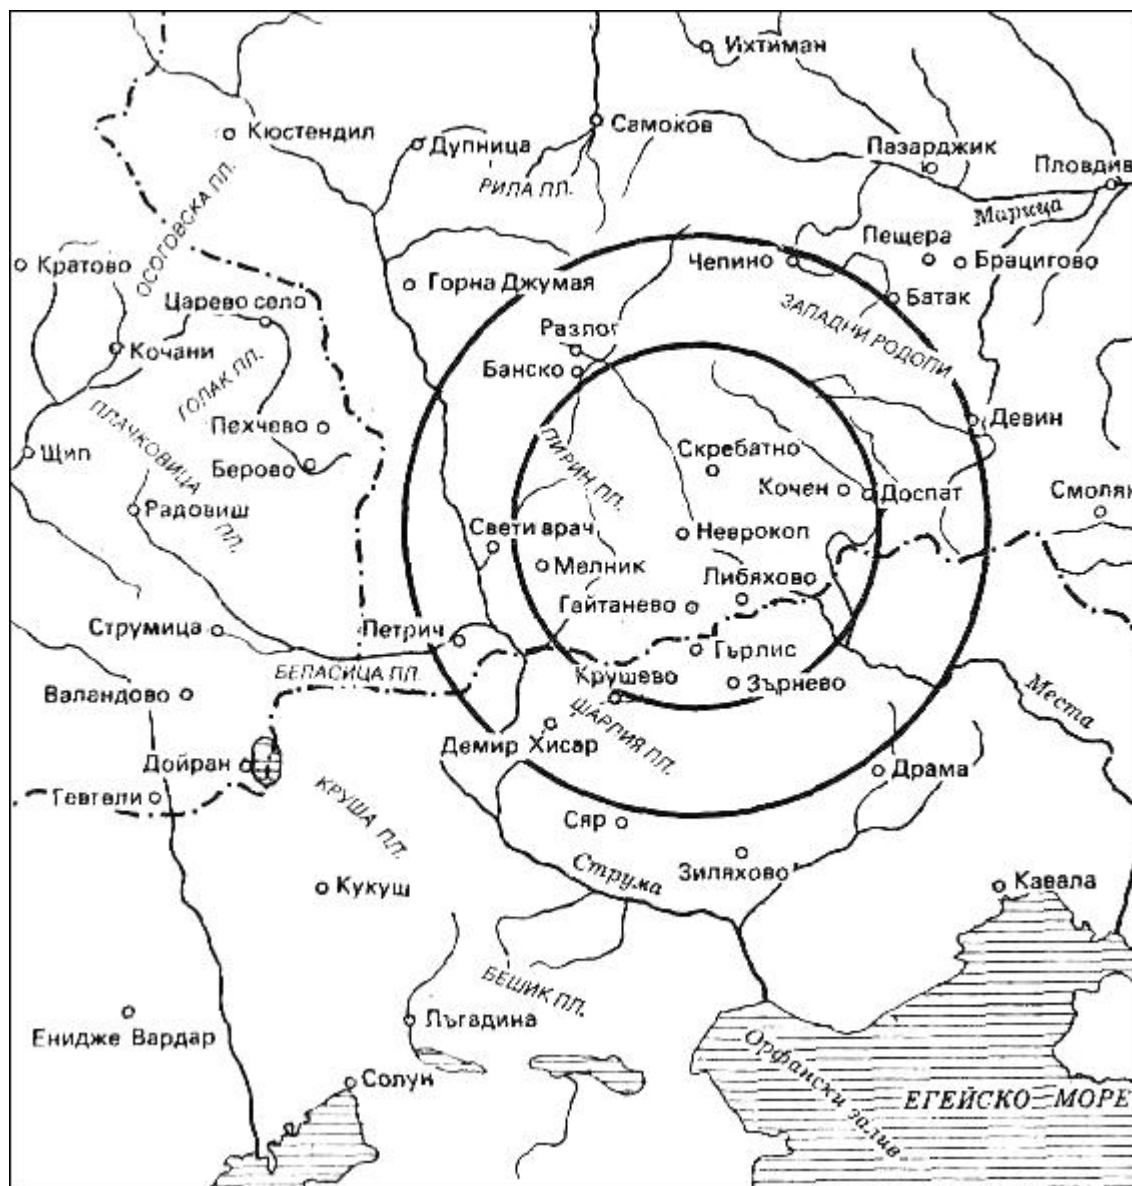 Ихтиман
Самоков
Кюстендил
Дупница
Пазарджик
Пловдив
РИЛА ПЛ.
Марица
ОСОГОВСКА ПЛ.
Пещера
Брацигово
Чепино
Кратово
Горна Джумая
Батак
Царево село
ЗАПАДНИ РОДОПИ
Разлог
Кочани
Банско
ГОЛАК ПЛ.
ПЛАЧКОВИЦА ПЛ.
Пехчево
Девин
Щип
Берово
ПИРИН ПЛ.
Скребатно
Кочен
Доспат
Смолян
Радовиш
Свети врач
Неврокоп
Мелник
Либяхово
Гайтанево
Струмица
Петрич
Гърлис
БЕЛАСИЦА ПЛ.
Крушево
Зърнево
Валандово
Места
ШАРЛИЯ ПЛ.
Демир Хисар
Дойран
Драма
Гевгели
КРУША ПЛ.
Сяр
Зиляхово
Струма
Кукуш
Кавала
БЕШИК ПЛ.
Лъгадина
Енидже Вардар
Орфански залив
Солун
ЕГЕЙСКО МОРЕ